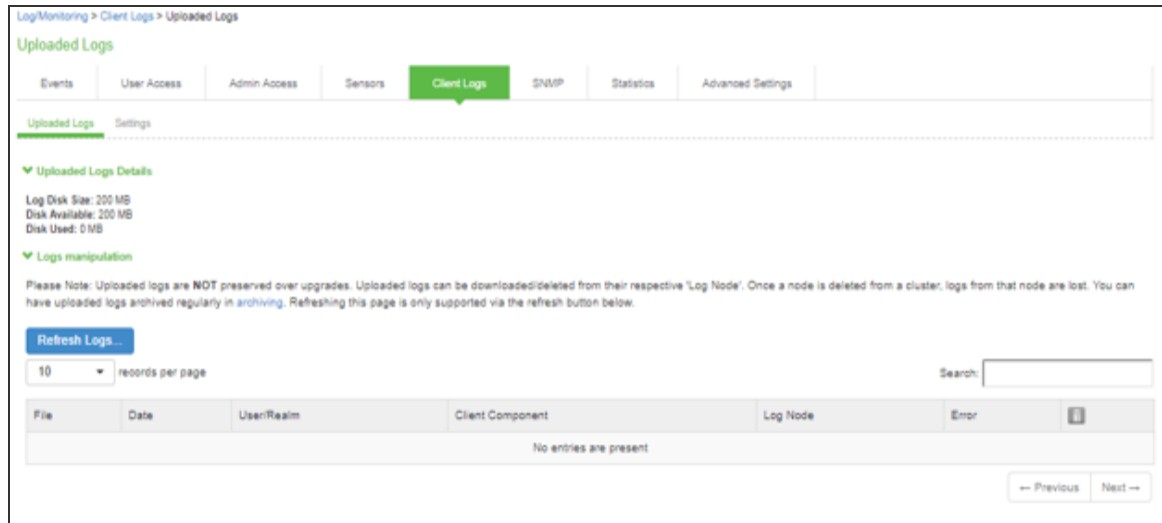 Log/Monitoring > Client Logs > Uploaded Logs
Uploaded Logs
Events User Access Admin Access Sensors Client Logs SNMP Statistics Advanced Settings
Uploaded Logs Settings
Uploaded Logs Details
Log Disk Size: 200 MB
Disk Available: 200 MB
Disk Used: 0 MB
Logs manipulation
Please Note: Uploaded logs are NOT preserved over upgrades. Uploaded logs can be downloaded/deleted from their respective 'Log Node'. Once a node is deleted from a cluster, logs from that node are lost. You can
have uploaded logs archived regularly in archiving. Refreshing this page is only supported via the refresh button below.
Refresh Logs...
10 records per page Search:
File Date User/Realm Client Component Log Node Error
No entries are present
← Previous Next →